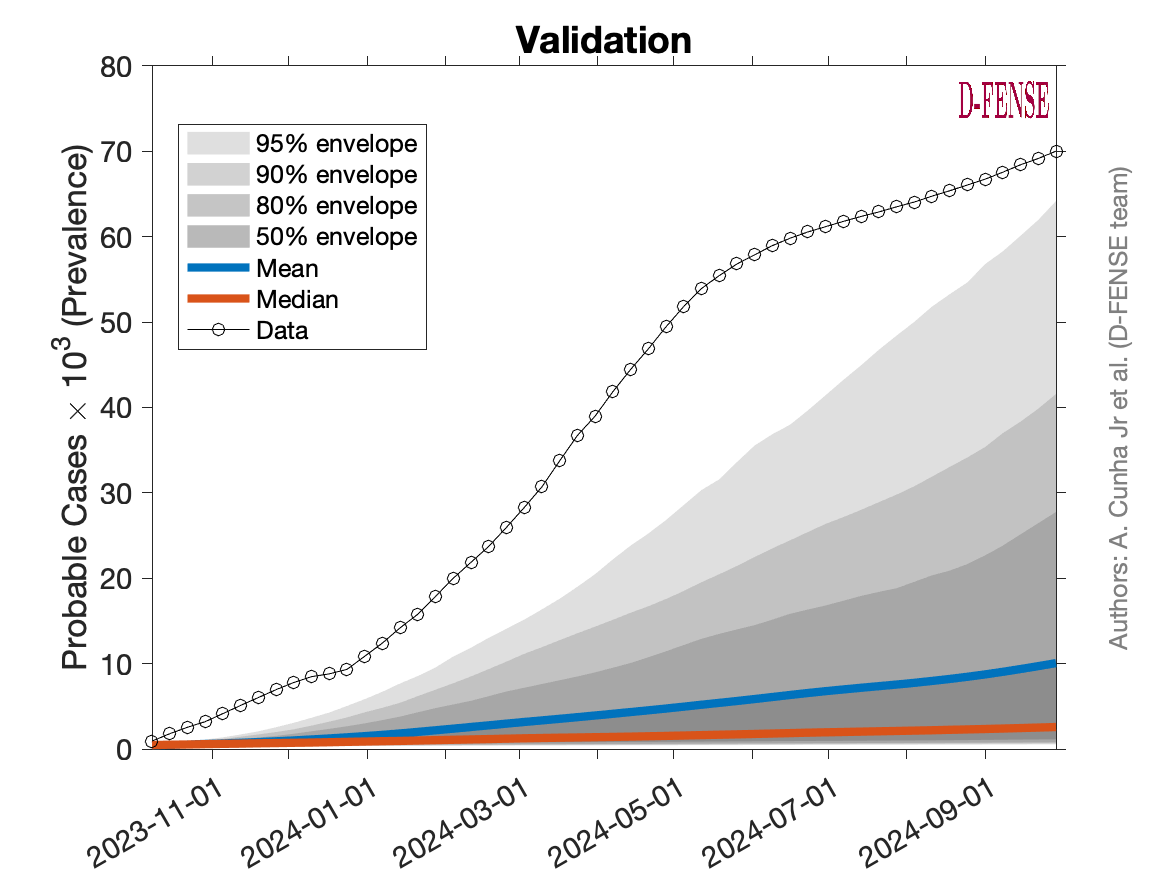 Validation
D-FENSE
80
70
60
50
40
30
20
10
0
Probable Cases × 10³ (Prevalence)
95% envelope
90% envelope
80% envelope
50% envelope
Mean
Median
Data
2023-11-01
2024-01-01
2024-03-01
2024-05-01
2024-07-01
2024-09-01
Authors: A. Cunha Jr et al. (D-FENSE team)